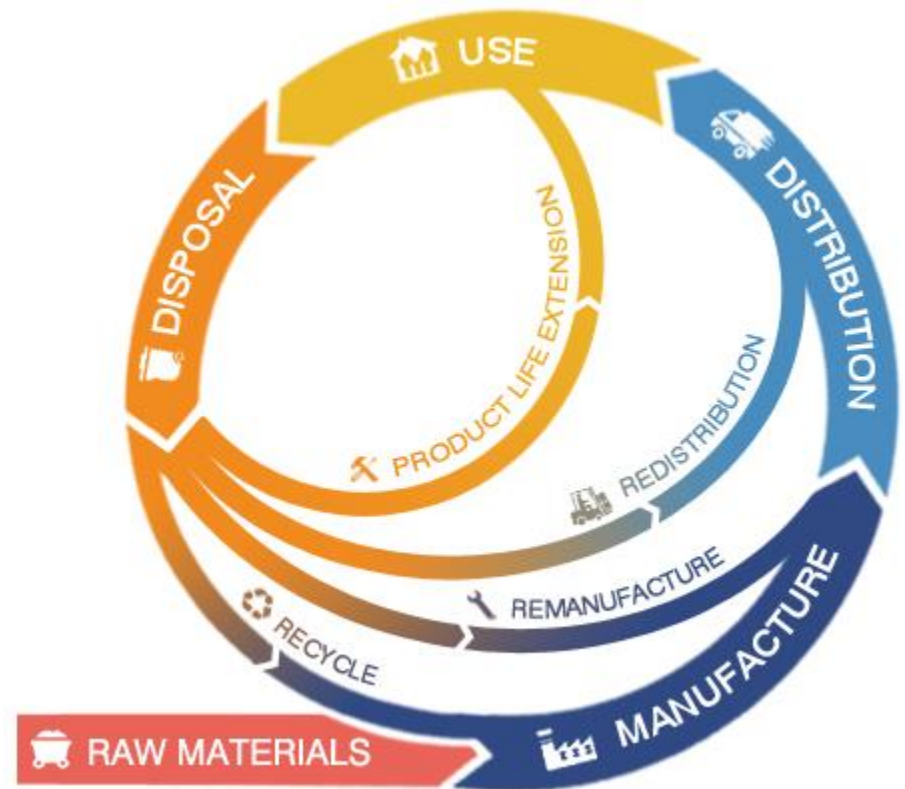 USE
DISTRIBUTION
DISPOSAL
PRODUCT LIFE EXTENSION
REDISTRIBUTION
REMANUFACTURE
RECYCLE
MANUFACTURE
RAW MATERIALS